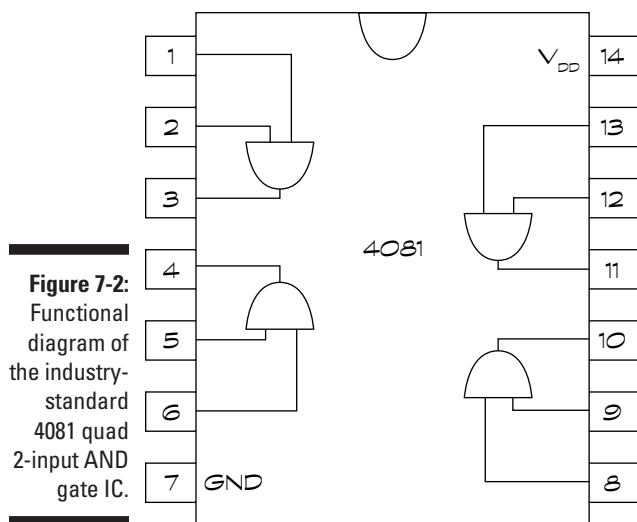 1
2
3
4
5
6
7 GND
4081
V_DD 14
13
12
11
10
9
8
Figure 7-2:
Functional
diagram of
the industry-
standard
4081 quad
2-input AND
gate IC.